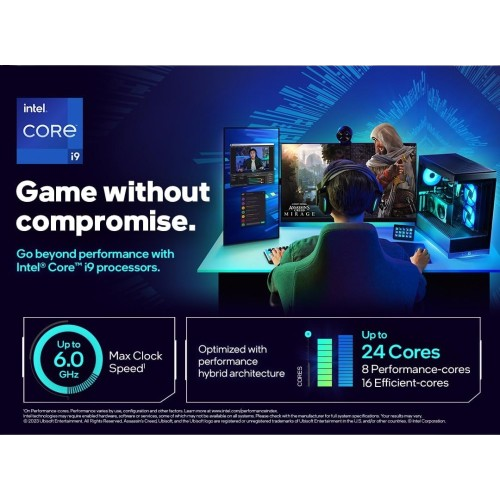 intel.
CORE
i9
Game without
compromise.
Go beyond performance with
Intel® Core™ i9 processors.
ASSASSIN'S
MIRAGE
Up to
6.0
GHz
Max Clock
Speed¹
Optimized with
performance
hybrid architecture
CORES
Up to
24 Cores
8 Performance-cores
16 Efficient-cores
¹On Performance-cores. Performance varies by use, configuration and other factors. Learn more at www.intel.com/performanceindex.
Intel technologies may require enabled hardware, software or services, some of which may not be available on all systems. Please check with the manufacturer for full system specifications. Your results may vary.
© 2023 Ubisoft Entertainment. All Rights Reserved. Assassin's Creed, Ubisoft, and the Ubisoft logo are registered or unregistered trademarks of Ubisoft Entertainment in the U.S. and/or other countries. © Intel Corporation.